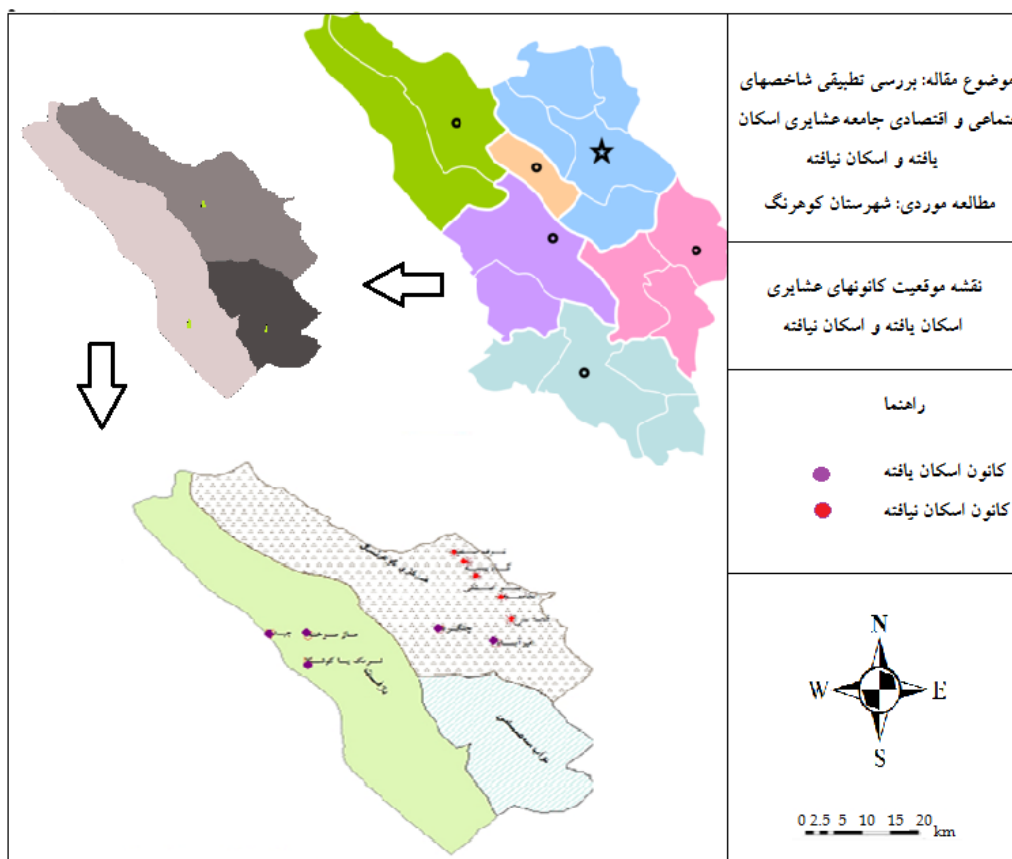 موضوع مقاله: بررسی تطبیقی شاخصهای
جتماعی و اقتصادی جامعه عشایری اسکان
یافته و اسکان نیافته
مطالعه موردی: شهرستان کوهرنگ
نقشه موقعیت کانونهای عشایری
اسکان یافته و اسکان نیافته
راهنما
کانون اسکان یافته
کانون اسکان نیافته
N
W E
S
0 2.5 5 10 15 20
km
بازفت